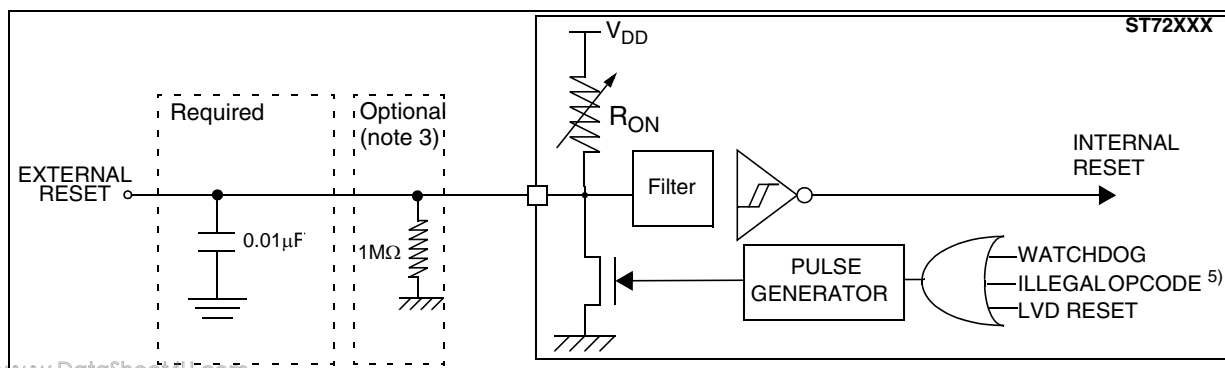 ST72XXX
VDD
Required
Optional
(note 3)
RON
INTERNAL
RESET
EXTERNAL
RESET
Filter
0.01µF
1MΩ
PULSE
GENERATOR
WATCHDOG
ILLEGAL OPCODE 5)
LVD RESET